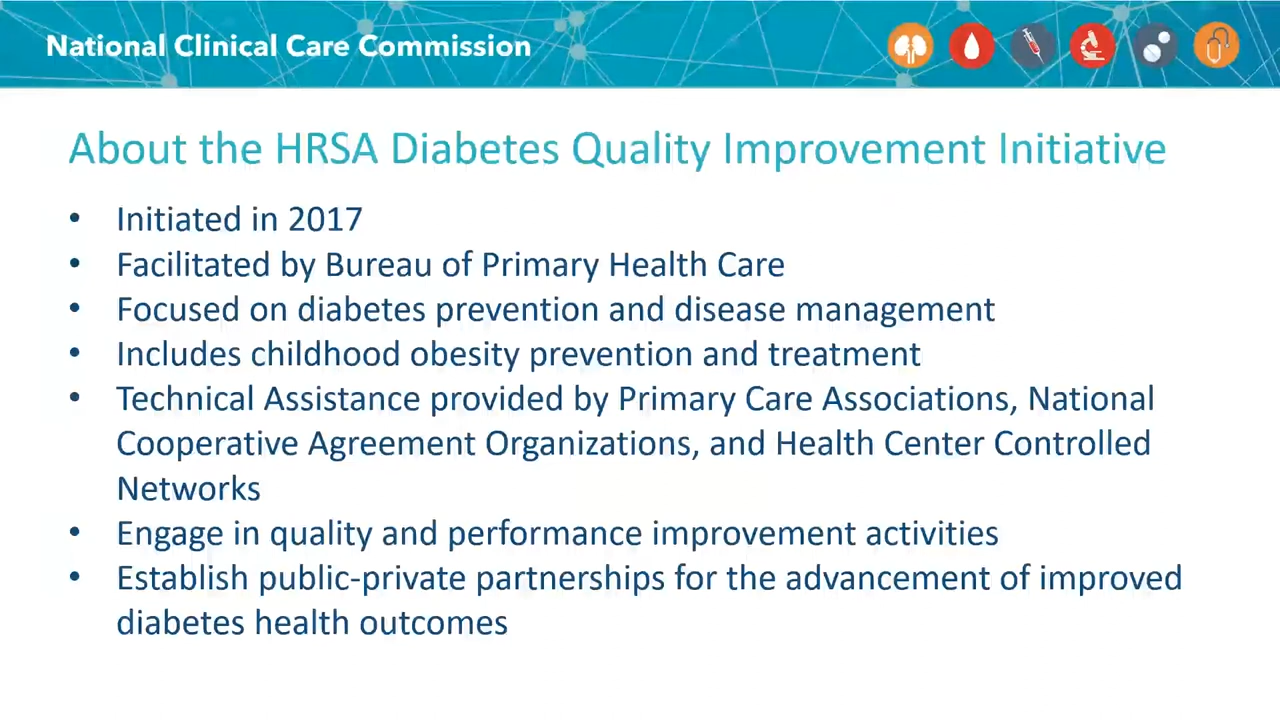 National Clinical Care Commission
About the HRSA Diabetes Quality Improvement Initiative
• Initiated in 2017
• Facilitated by Bureau of Primary Health Care
• Focused on diabetes prevention and disease management
• Includes childhood obesity prevention and treatment
• Technical Assistance provided by Primary Care Associations, National
Cooperative Agreement Organizations, and Health Center Controlled
Networks
• Engage in quality and performance improvement activities
• Establish public-private partnerships for the advancement of improved
diabetes health outcomes